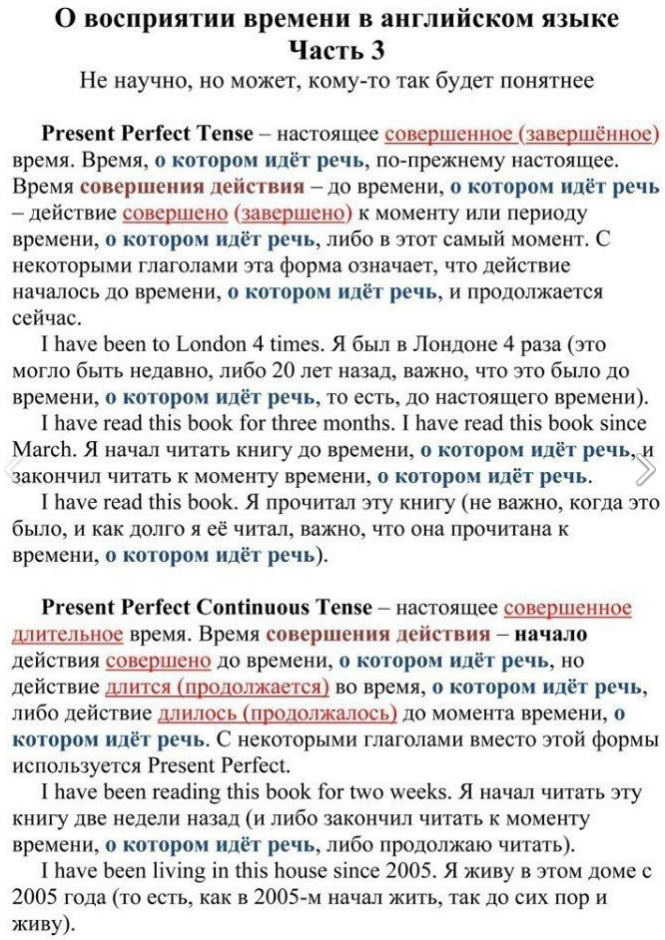 О восприятии времени в английском языке
Часть 3
Не научно, но может, кому-то так будет понятнее
Present Perfect Tense – настоящее совершенное (завершённое)
время. Время, о котором идёт речь, по-прежнему настоящее.
Время совершения действия – до времени, о котором идёт речь
– действие совершено (завершено) к моменту или периоду
времени, о котором идёт речь, либо в этот самый момент. С
некоторыми глаголами эта форма означает, что действие
началось до времени, о котором идёт речь, и продолжается
сейчас.
I have been to London 4 times. Я был в Лондоне 4 раза (это
могло быть недавно, либо 20 лет назад, важно, что это было до
времени, о котором идёт речь, то есть, до настоящего времени).
I have read this book for three months. I have read this book since
March. Я начал читать книгу до времени, о котором идёт речь, и
закончил читать к моменту времени, о котором идёт речь.
I have read this book. Я прочитал эту книгу (не важно, когда это
было, и как долго я её читал, важно, что она прочитана к
времени, о котором идёт речь).
Present Perfect Continuous Tense – настоящее совершенное
длительное время. Время совершения действия – начало
действия совершено до времени, о котором идёт речь, но
действие длится (продолжается) во время, о котором идёт речь,
либо действие длилось (продолжалось) до момента времени, о
котором идёт речь. С некоторыми глаголами вместо этой формы
используется Present Perfect.
I have been reading this book for two weeks. Я начал читать эту
книгу две недели назад (и либо закончил читать к моменту
времени, о котором идёт речь, либо продолжаю читать).
I have been living in this house since 2005. Я живу в этом доме с
2005 года (то есть, как в 2005-м начал жить, так до сих пор и
живу).